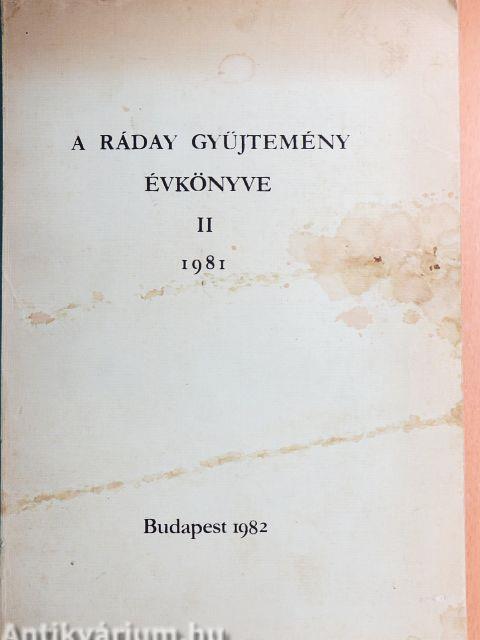 A RÁDAY GYŰJTEMÉNY
ÉVKÖNYVE
II
1981
Budapest 1982
Antikvárium.hu